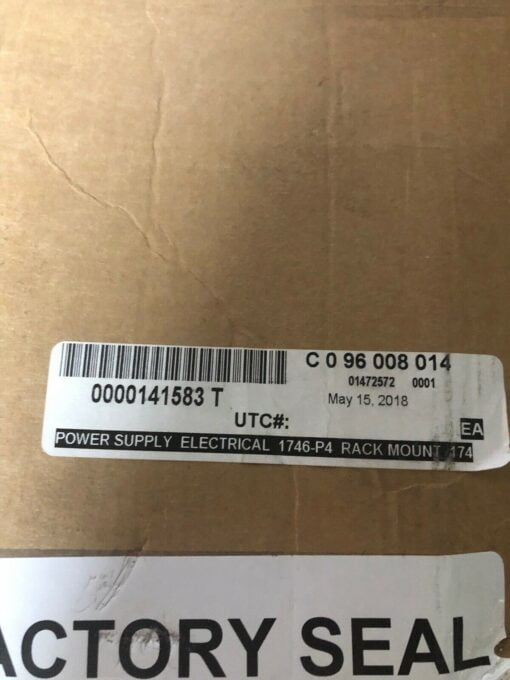 C 0 96 008 014
01472572 0001
0000141583 T
May 15, 2018
UTC#:
EA
POWER SUPPLY ELECTRICAL 1746-P4 RACK MOUNT 174
ACTORY SEAL